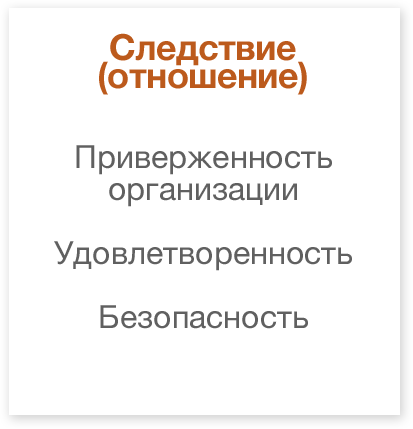 Следствие
(отношение)
Приверженность
организации
Удовлетворенность
Безопасность